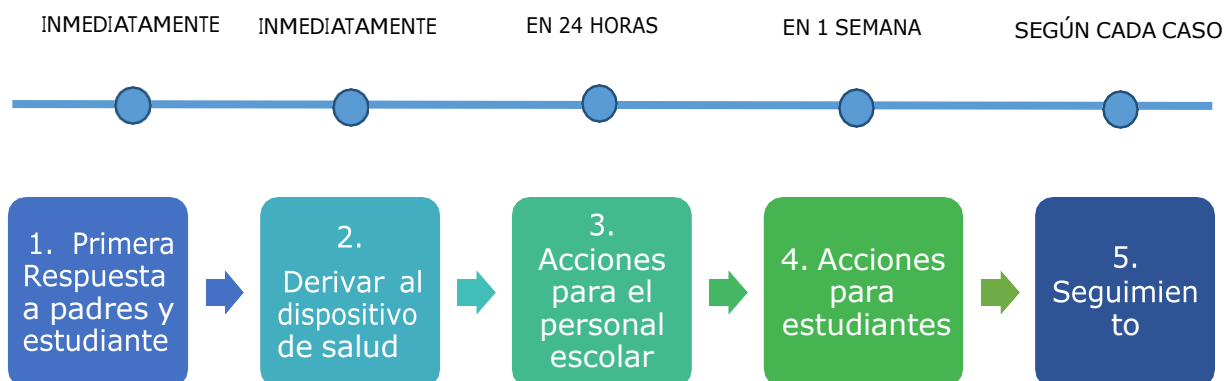 INMEDIATAMENTE
INMEDIATAMENTE
EN 24 HORAS
EN 1 SEMANA
SEGÚN CADA CASO
1. Primera
Respuesta
a padres y
estudiante
2.
Derivar al
dispositivo
de salud
3.
Acciones
para el
personal
escolar
4. Acciones
para
estudiantes
5.
Seguimien
to